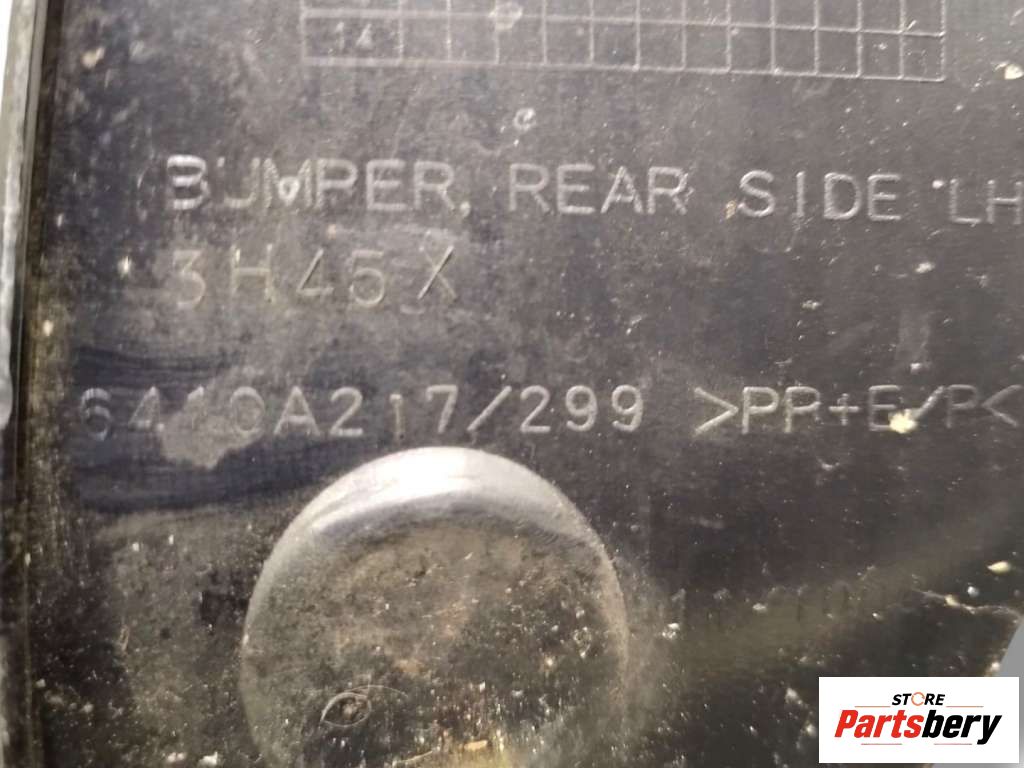 14
BUMPER, REAR SIDE LH
3H45X
6410A217/299 >PP+E/P<
STORE
Partsbery